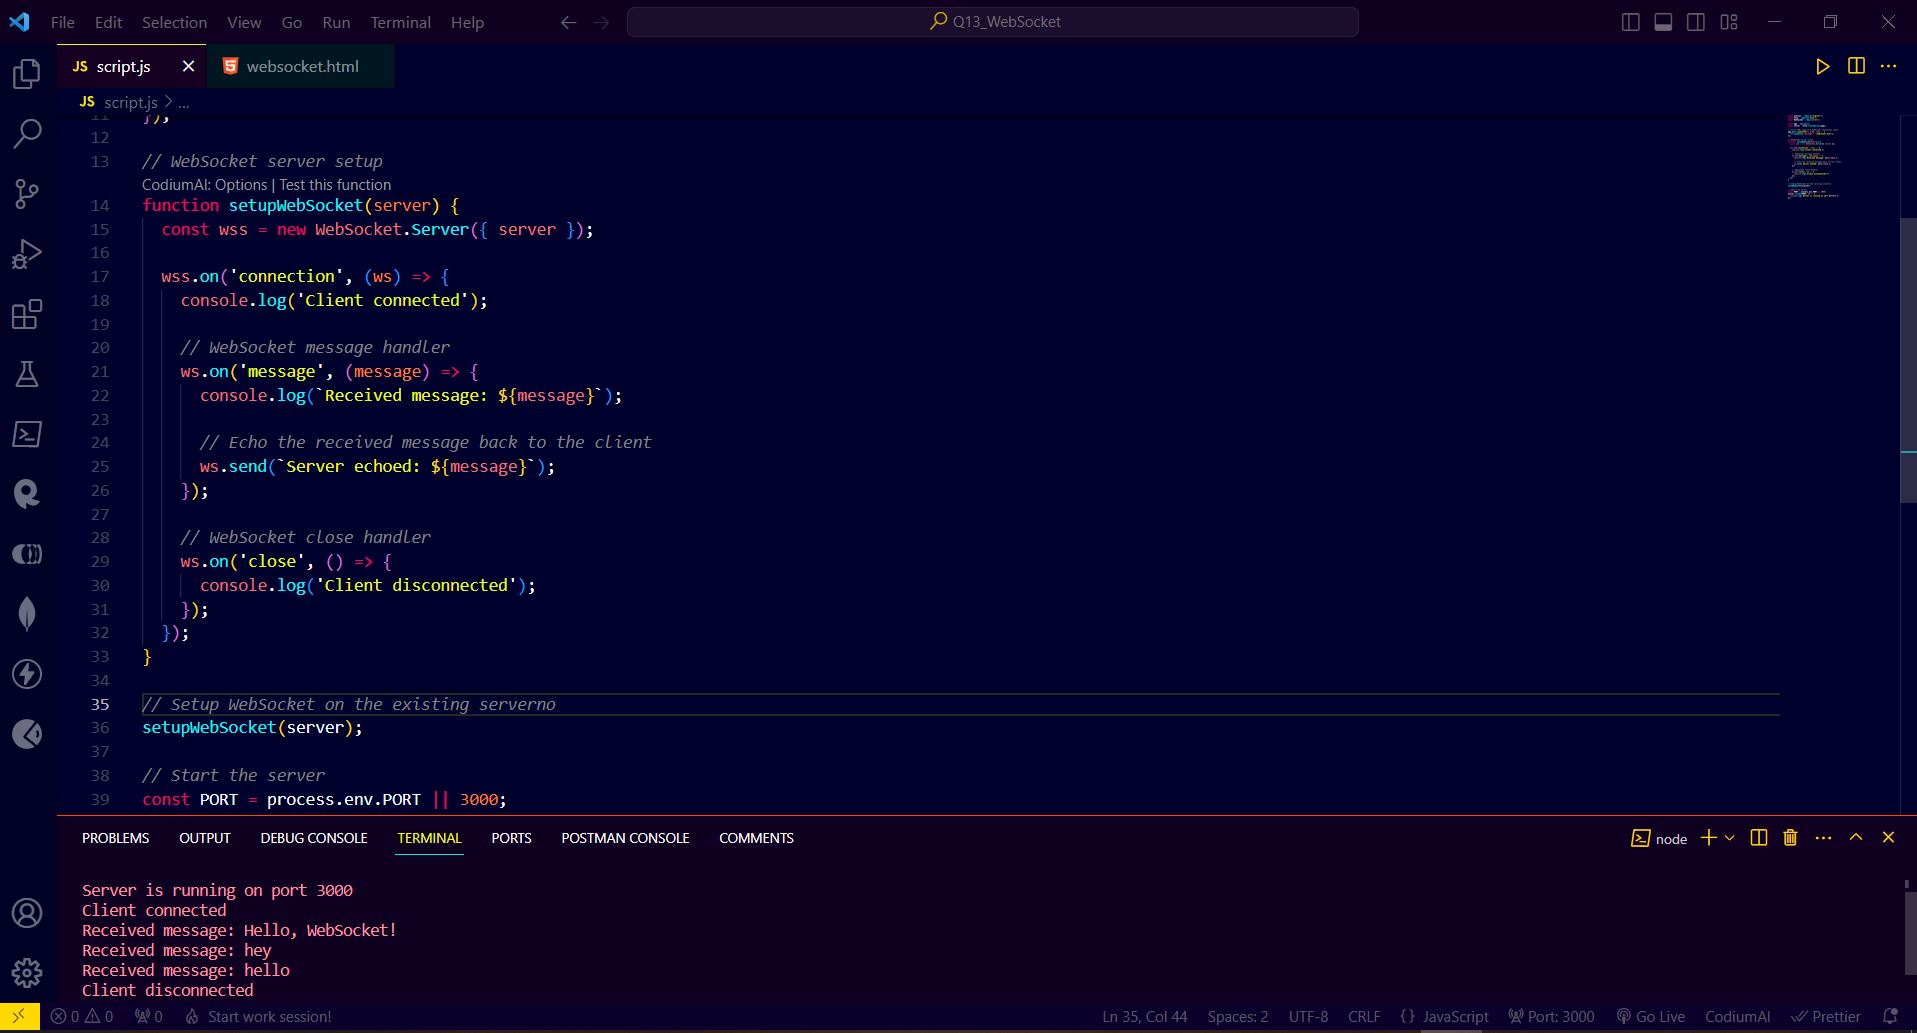 File Edit Selection View Go Run Terminal Help
Q13_WebSocket
JS script.js
websocket.html
JS script.js > ...
11 });
12
13 // WebSocket server setup
CodiumAI: Options | Test this function
14 function setupWebSocket(server) {
15 const wss = new WebSocket.Server({ server });
16
17 wss.on('connection', (ws) => {
18 console.log('Client connected');
19
20 // WebSocket message handler
21 ws.on('message', (message) => {
22 console.log(`Received message: ${message}`);
23
24 // Echo the received message back to the client
25 ws.send(`Server echoed: ${message}`);
26 });
27
28 // WebSocket close handler
29 ws.on('close', () => {
30 console.log('Client disconnected');
31 });
32 });
33 }
34
35 // Setup WebSocket on the existing serverno
36 setupWebSocket(server);
37
38 // Start the server
39 const PORT = process.env.PORT || 3000;
PROBLEMS OUTPUT DEBUG CONSOLE TERMINAL PORTS POSTMAN CONSOLE COMMENTS
node
Server is running on port 3000
Client connected
Received message: Hello, WebSocket!
Received message: hey
Received message: hello
Client disconnected
0 0 0 Start work session! Ln 35, Col 44 Spaces: 2 UTF-8 CRLF {} JavaScript Port: 3000 Go Live CodiumAI Prettier